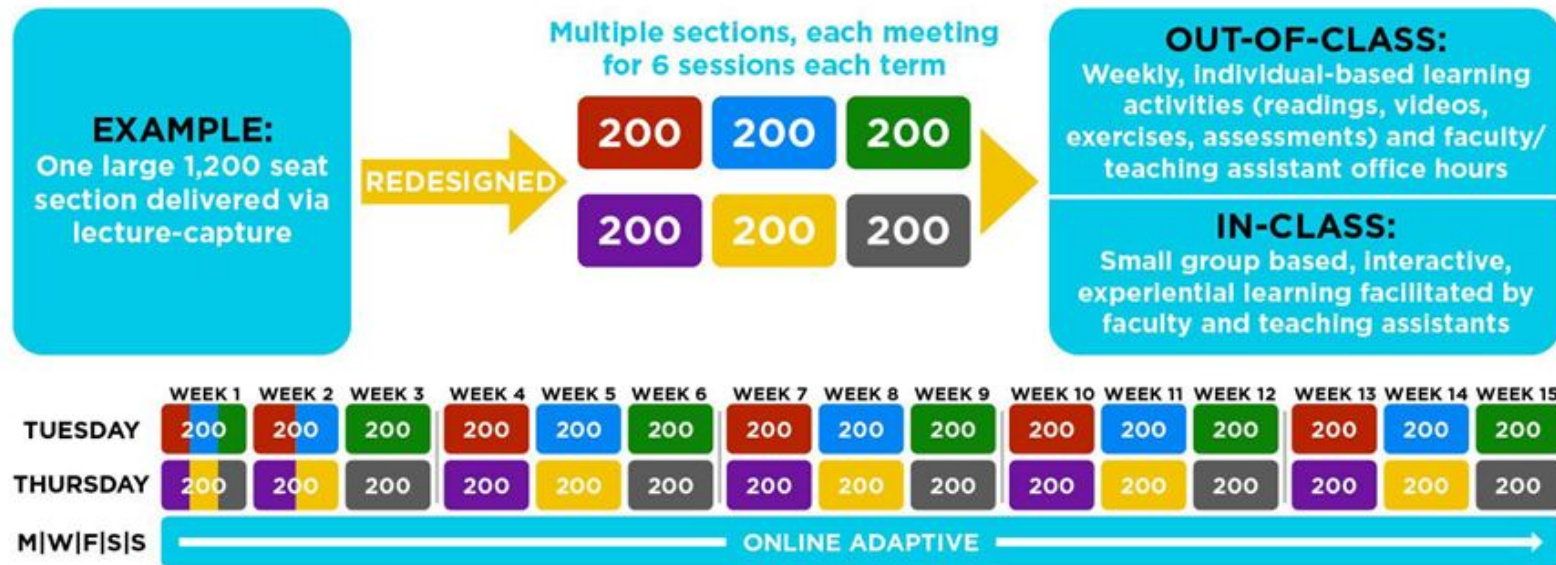 EXAMPLE:
One large 1,200 seat
section delivered via
lecture-capture
REDESIGNED
Multiple sections, each meeting
for 6 sessions each term
200 200 200
200 200 200
OUT-OF-CLASS:
Weekly, individual-based learning
activities (readings, videos,
exercises, assessments) and faculty/
teaching assistant office hours
IN-CLASS:
Small group based, interactive,
experiential learning facilitated by
faculty and teaching assistants
WEEK 1 WEEK 2 WEEK 3 WEEK 4 WEEK 5 WEEK 6 WEEK 7 WEEK 8 WEEK 9 WEEK 10 WEEK 11 WEEK 12 WEEK 13 WEEK 14 WEEK 15
TUESDAY 200 200 200 200 200 200 200 200 200 200 200 200 200 200 200
THURSDAY 200 200 200 200 200 200 200 200 200 200 200 200 200 200 200
M|W|F|S|S ONLINE ADAPTIVE